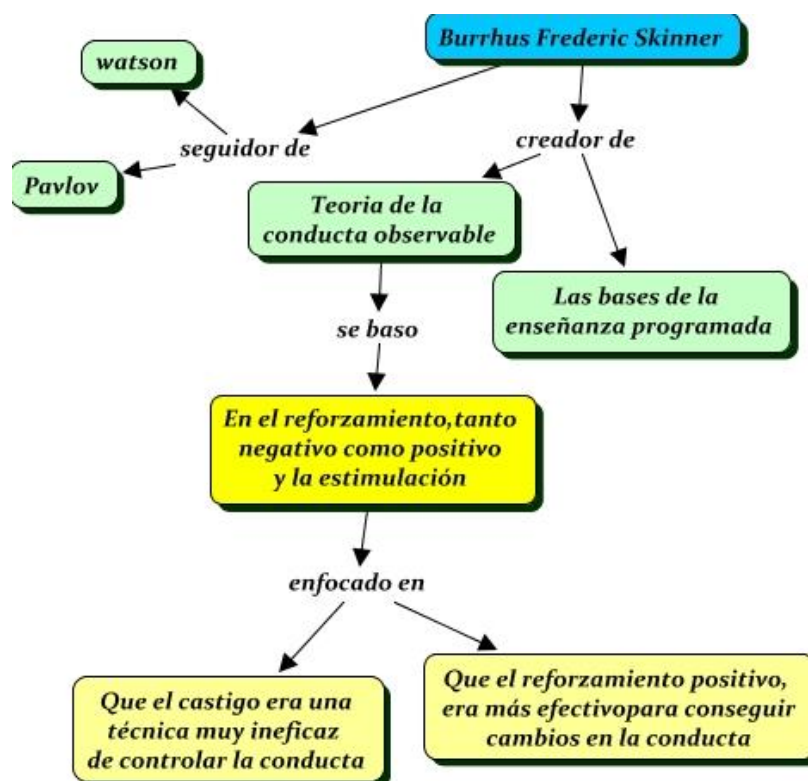 Burrhus Frederic Skinner
watson
seguidor de
creador de
Pavlov
Teoria de la
conducta observable
Las bases de la
enseñanza programada
se baso
En el reforzamiento,tanto
negativo como positivo
y la estimulación
enfocado en
Que el castigo era una
técnica muy ineficaz
de controlar la conducta
Que el reforzamiento positivo,
era más efectivopara conseguir
cambios en la conducta